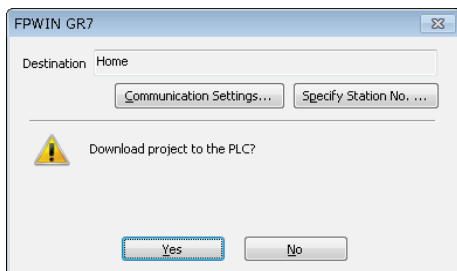 FPWIN GR7
Destination Home
Communication Settings... Specify Station No. ...
Download project to the PLC?
Yes No